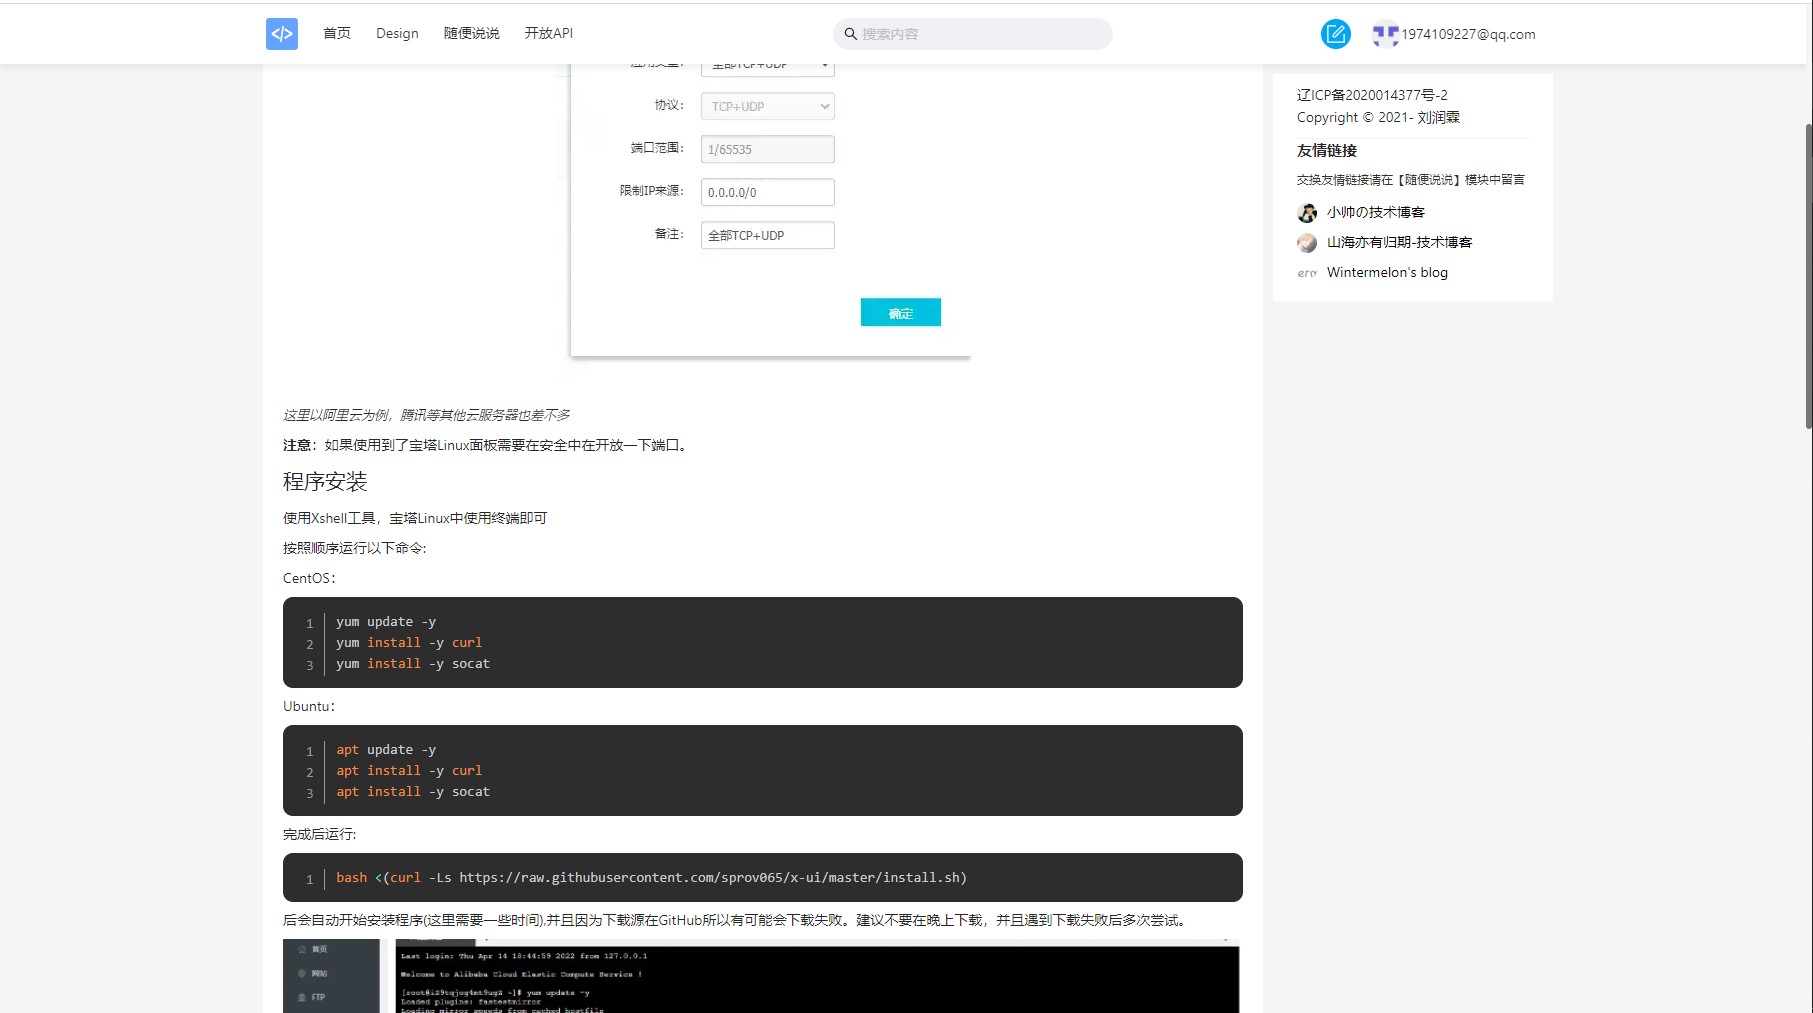 首页 Design 随便说说 开放API 搜索内容 1974109227@qq.com
全部TCP+UDP
协议： TCP+UDP
端口范围： 1/65535
限制IP来源： 0.0.0.0/0
备注： 全部TCP+UDP
确定
这里以阿里云为例，腾讯等其他云服务器也差不多
注意：如果使用到了宝塔Linux面板需要在安全中在开放一下端口。
程序安装
使用Xshell工具，宝塔Linux中使用终端即可
按照顺序运行以下命令:
CentOS：
1 yum update -y
2 yum install -y curl
3 yum install -y socat
Ubuntu：
1 apt update -y
2 apt install -y curl
3 apt install -y socat
完成后运行:
1 bash <(curl -Ls https://raw.githubusercontent.com/sprov065/x-ui/master/install.sh)
后会自动开始安装程序(这里需要一些时间),并且因为下载源在GitHub所以有可能会下载失败。建议不要在晚上下载，并且遇到下载失败后多次尝试。
首页
网站
FTP
Last login: Thu Apr 14 18:44:59 2022 from 127.0.0.1
Welcome to Alibaba Cloud Elastic Compute Service !
yum update -y
Loaded plugins: fastestmirror
Loading mirror speeds from cached hostfile
辽ICP备2020014377号-2
Copyright © 2021- 刘润霖
友情链接
交换友情链接请在【随便说说】模块中留言
小帅の技术博客
山海亦有归期-技术博客
Wintermelon's blog